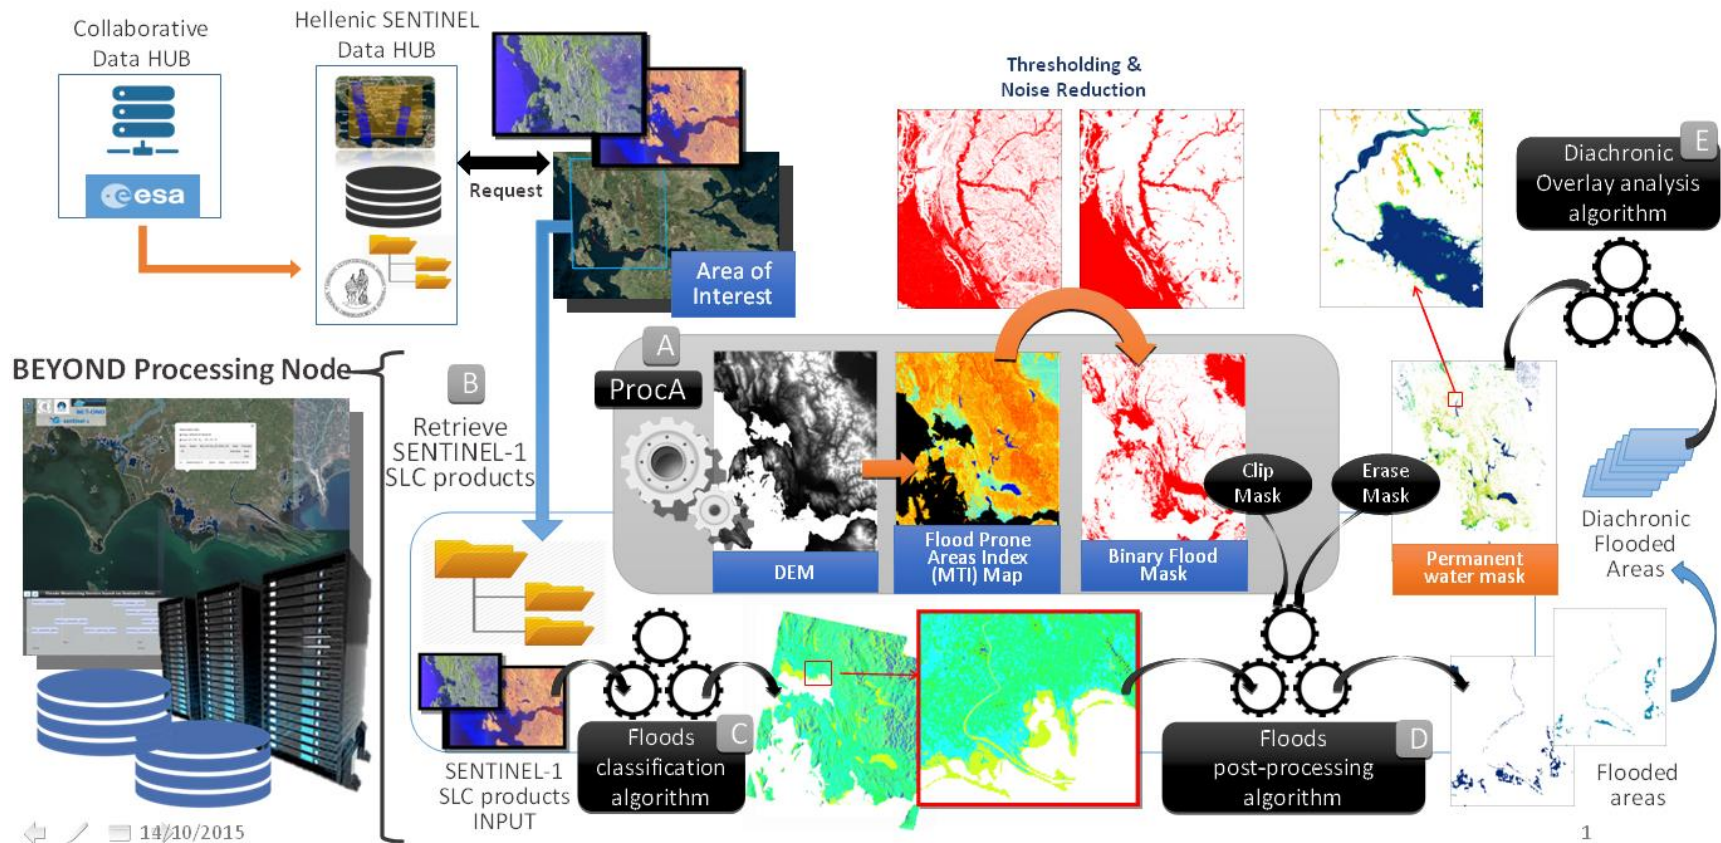 Collaborative
Data HUB
esa
Hellenic SENTINEL
Data HUB
Request
Area of
Interest
Thresholding &
Noise Reduction
E
Diachronic
Overlay analysis
algorithm
BEYOND Processing Node
B
Retrieve
SENTINEL-1
SLC products
A
ProcA
DEM
Flood Prone
Areas Index
(MTI) Map
Binary Flood
Mask
Clip
Mask
Erase
Mask
Permanent
water mask
Diachronic
Flooded
Areas
SENTINEL-1
SLC products
INPUT
C
Floods
classification
algorithm
D
Floods
post-processing
algorithm
Flooded
areas
14/10/2015
1